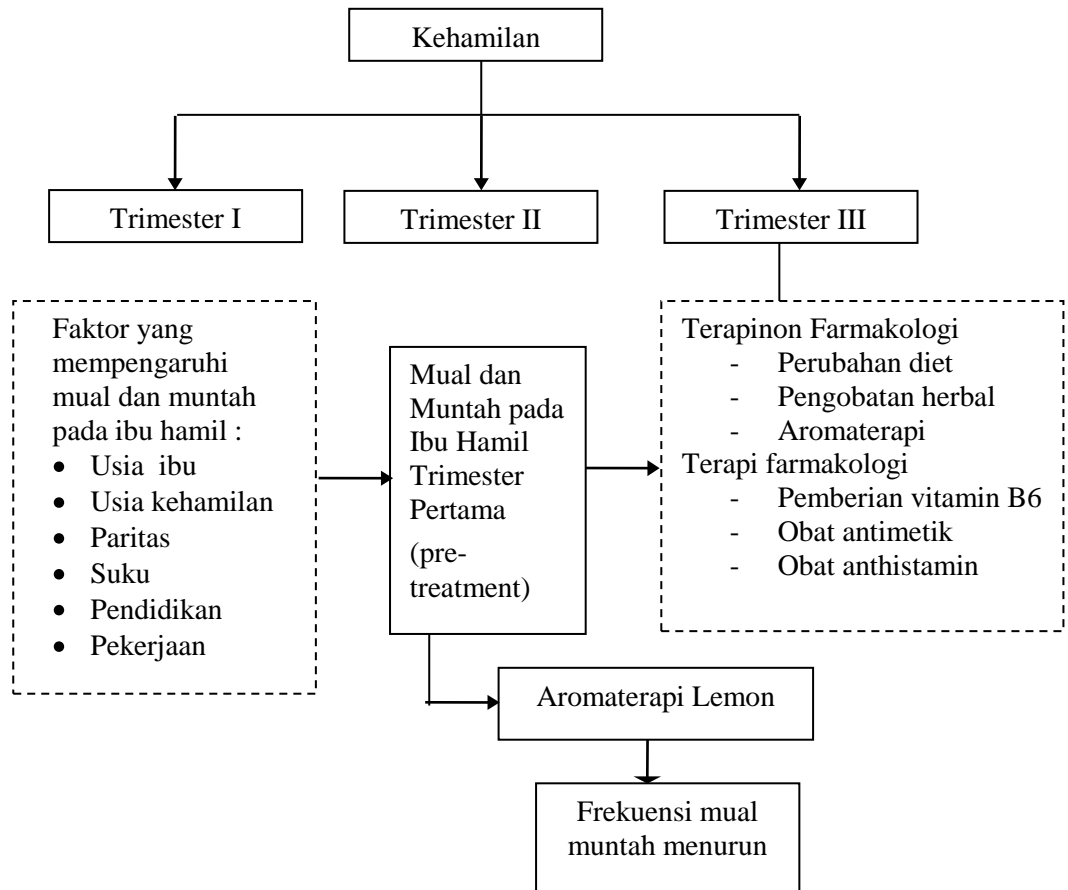 Kehamilan
Trimester I
Trimester II
Trimester III
Faktor yang
mempengaruhi
mual dan muntah
pada ibu hamil :
• Usia ibu
• Usia kehamilan
• Paritas
• Suku
• Pendidikan
• Pekerjaan
Mual dan
Muntah pada
Ibu Hamil
Trimester
Pertama
(pre-
treatment)
Terapinon Farmakologi
- Perubahan diet
- Pengobatan herbal
- Aromaterapi
Terapi farmakologi
- Pemberian vitamin B6
- Obat antimetik
- Obat anthistamin
Aromaterapi Lemon
Frekuensi mual
muntah menurun